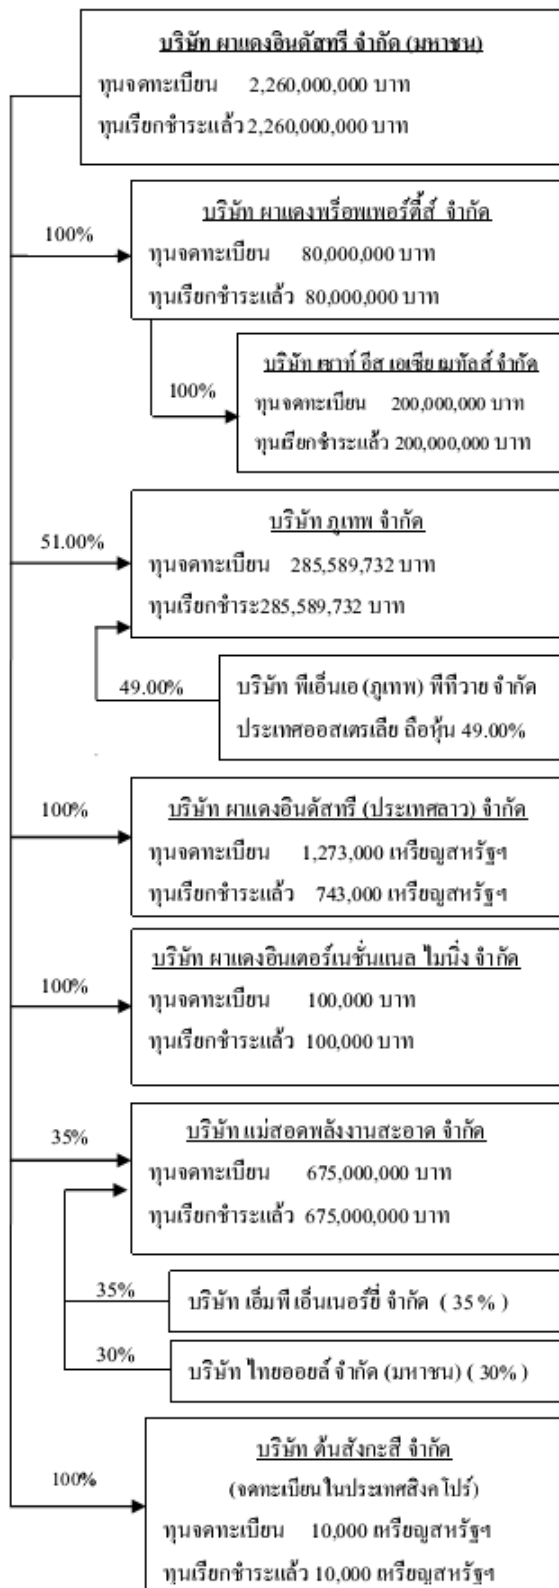 บริษัท ผาแดงอินดัสทรี จำกัด (มหาชน)
ทุนจดทะเบียน 2,260,000,000 บาท
ทุนเรียกชำระแล้ว 2,260,000,000 บาท
100%
บริษัท ผาแดงพร็อพเพอร์ตี้ส์ จำกัด
ทุนจดทะเบียน 80,000,000 บาท
ทุนเรียกชำระแล้ว 80,000,000 บาท
100%
บริษัท เซาท์ อีส เอเซีย เมทัลส์ จำกัด
ทุนจดทะเบียน 200,000,000 บาท
ทุนเรียกชำระแล้ว 200,000,000 บาท
51.00%
บริษัท ภูเทพ จำกัด
ทุนจดทะเบียน 285,589,732 บาท
ทุนเรียกชำระ285,589,732 บาท
49.00%
บริษัท พีเอ็นเอ (ภูเทพ) พีทีวาย จำกัด
ประเทศออสเตรเลีย ถือหุ้น 49.00%
100%
บริษัท ผาแดงอินดัสทรี (ประเทศลาว) จำกัด
ทุนจดทะเบียน 1,273,000 เหรียญสหรัฐฯ
ทุนเรียกชำระแล้ว 743,000 เหรียญสหรัฐฯ
100%
บริษัท ผาแดงอินเตอร์เนชั่นแนล ไมนิ่ง จำกัด
ทุนจดทะเบียน 100,000 บาท
ทุนเรียกชำระแล้ว 100,000 บาท
35%
บริษัท แม่สอดพลังงานสะอาด จำกัด
ทุนจดทะเบียน 675,000,000 บาท
ทุนเรียกชำระแล้ว 675,000,000 บาท
35%
บริษัท เอ็มพี เอ็นเนอร์ยี่ จำกัด ( 35% )
30%
บริษัท ไทยออยล์ จำกัด (มหาชน) ( 30% )
100%
บริษัท ต้นสังกะสี จำกัด
(จดทะเบียนในประเทศสิงคโปร์)
ทุนจดทะเบียน 10,000 เหรียญสหรัฐฯ
ทุนเรียกชำระแล้ว 10,000 เหรียญสหรัฐฯ